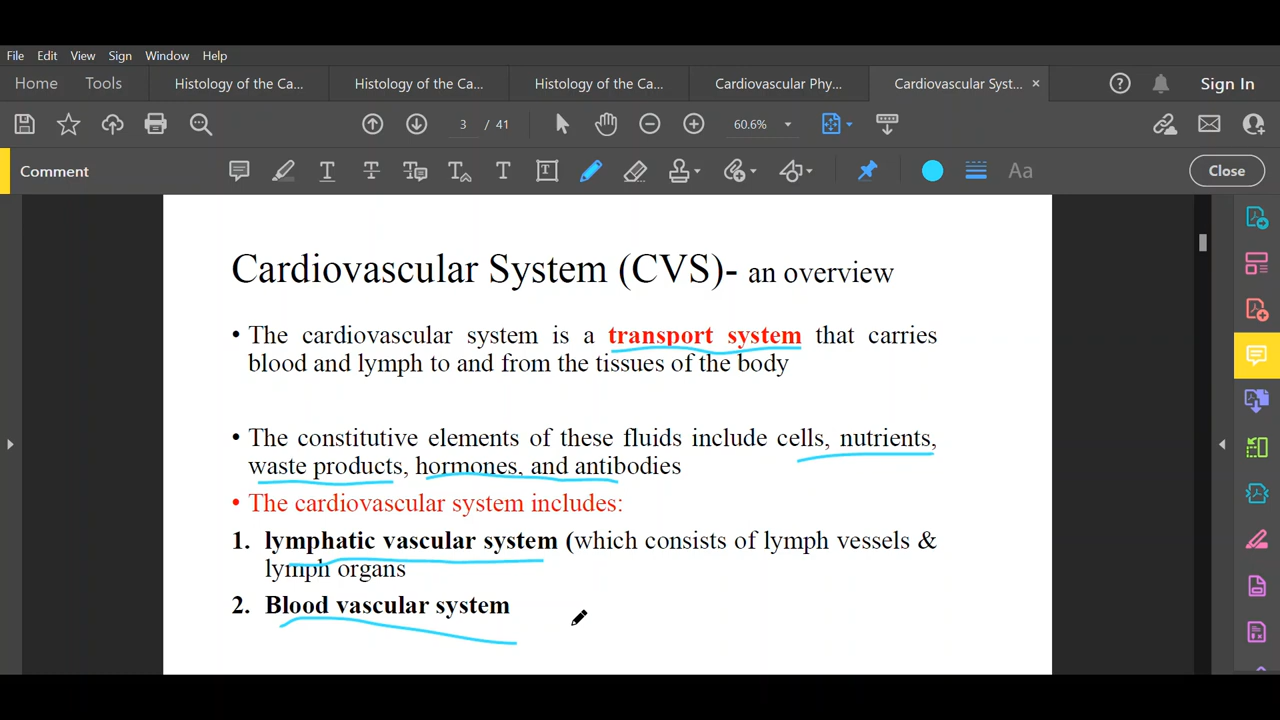 File Edit View Sign Window Help
Home Tools Histology of the Ca... Histology of the Ca... Histology of the Ca... Cardiovascular Phy... Cardiovascular Syst... × Sign In
3 / 41 60.6%
Comment Aa Close
Cardiovascular System (CVS)- an overview
• The cardiovascular system is a transport system that carries
blood and lymph to and from the tissues of the body
• The constitutive elements of these fluids include cells, nutrients,
waste products, hormones, and antibodies
• The cardiovascular system includes:
1. lymphatic vascular system (which consists of lymph vessels &
lymph organs
2. Blood vascular system